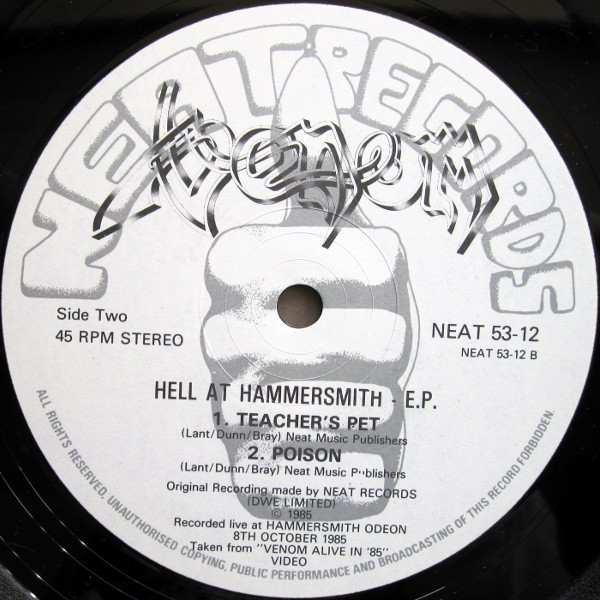 NEAT RECORDS
Venom
Side Two
45 RPM STEREO
NEAT 53-12
NEAT 53-12 B
HELL AT HAMMERSMITH - E.P.
1. TEACHER'S PET
(Lant/Dunn/Bray) Neat Music Publishers
2. POISON
(Lant/Dunn/Bray) Neat Music Publishers
Original Recording made by NEAT RECORDS
(DWE LIMITED)
© 1985
Recorded live at HAMMERSMITH ODEON
8TH OCTOBER 1985
Taken from "VENOM ALIVE IN '85"
VIDEO
ALL RIGHTS RESERVED, UNAUTHORISED COPYING, PUBLIC PERFORMANCE AND BROADCASTING OF THIS RECORD FORBIDDEN.